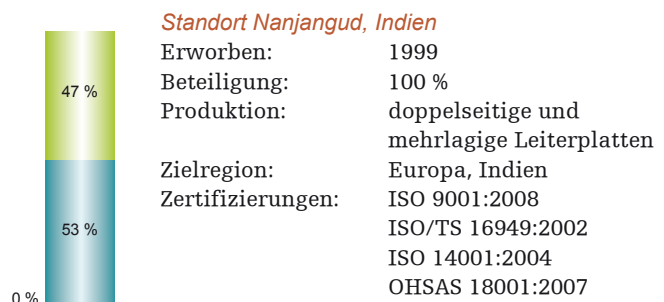 Standort Nanjangud, Indien
Erworben: 1999
Beteiligung: 100 %
Produktion: doppelseitige und
mehrlagige Leiterplatten
Zielregion: Europa, Indien
Zertifizierungen: ISO 9001:2008
ISO/TS 16949:2002
ISO 14001:2004
OHSAS 18001:2007
47 %
53 %
0 %